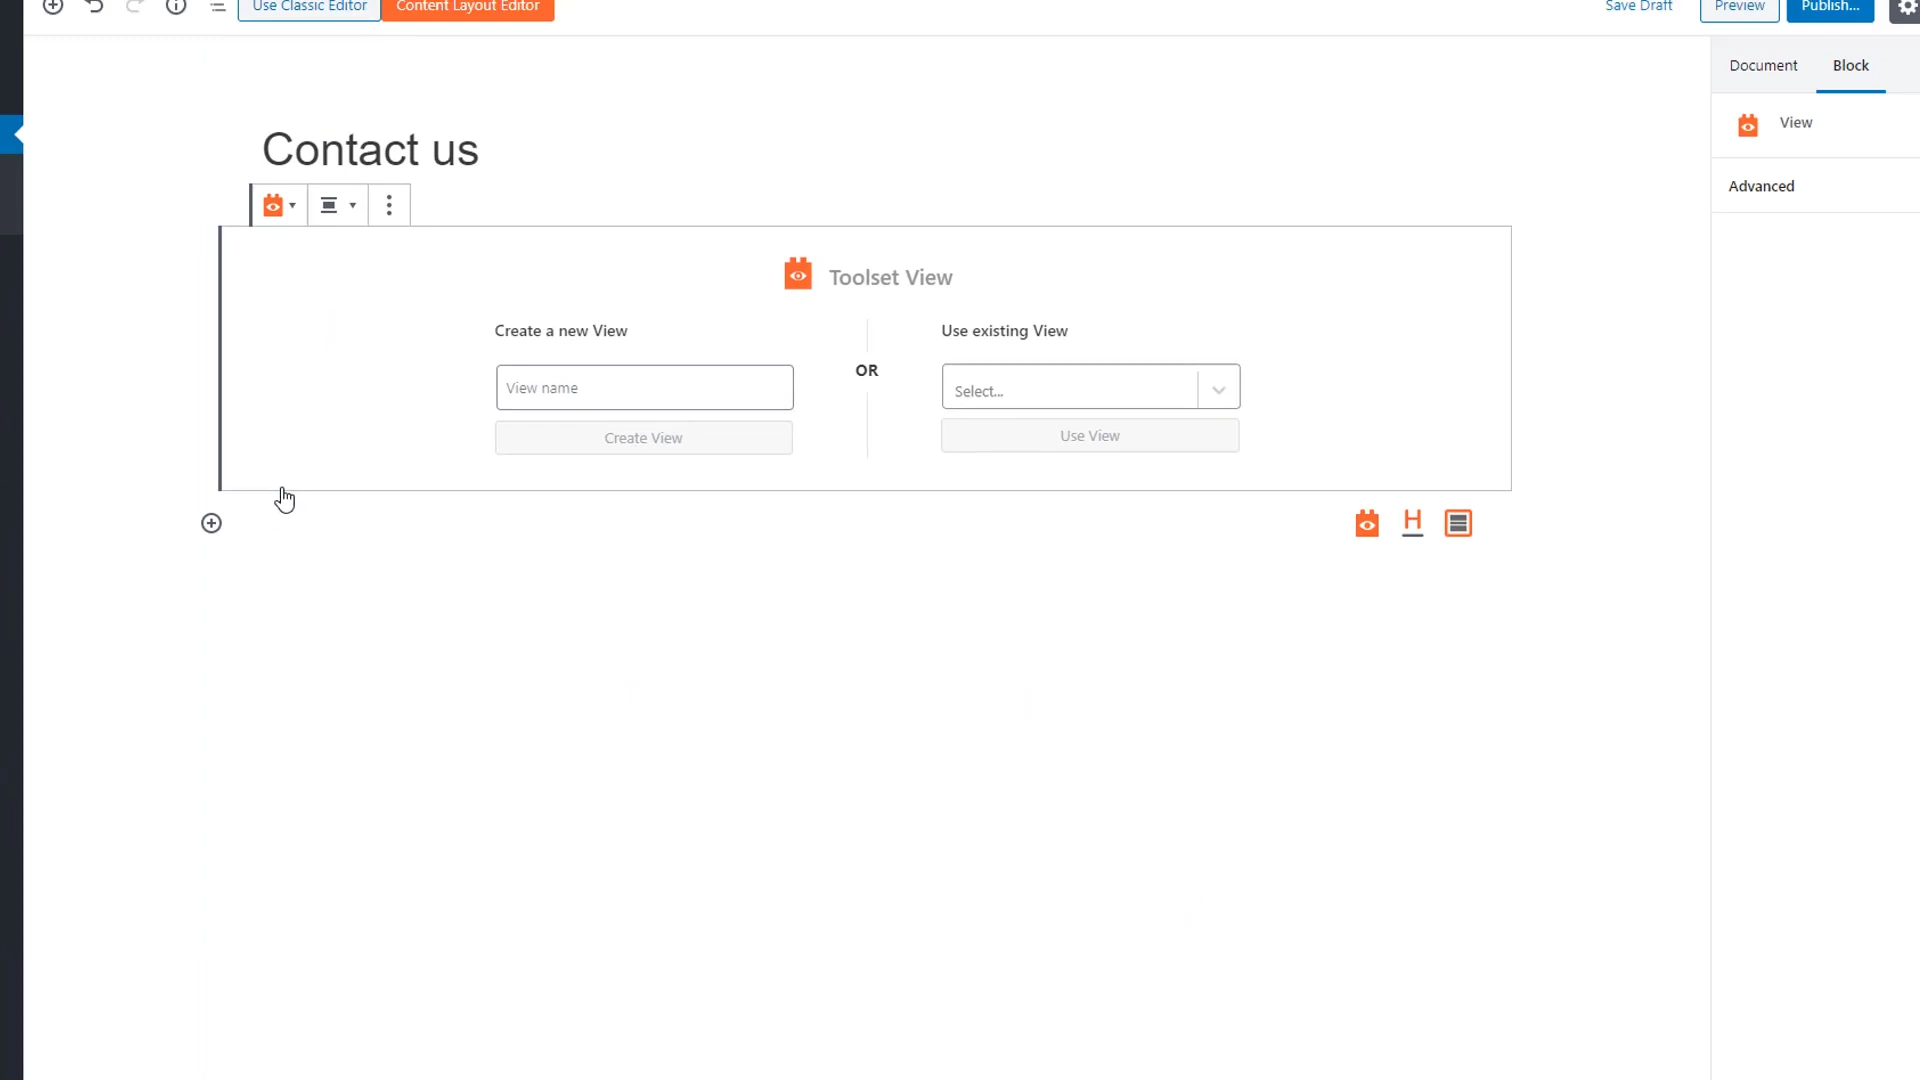 Use Classic Editor
Content Layout Editor
Save Draft
Preview
Publish...
Document
Block
View
Advanced
Contact us
Toolset View
Create a new View
Use existing View
View name
OR
Select...
Create View
Use View
H